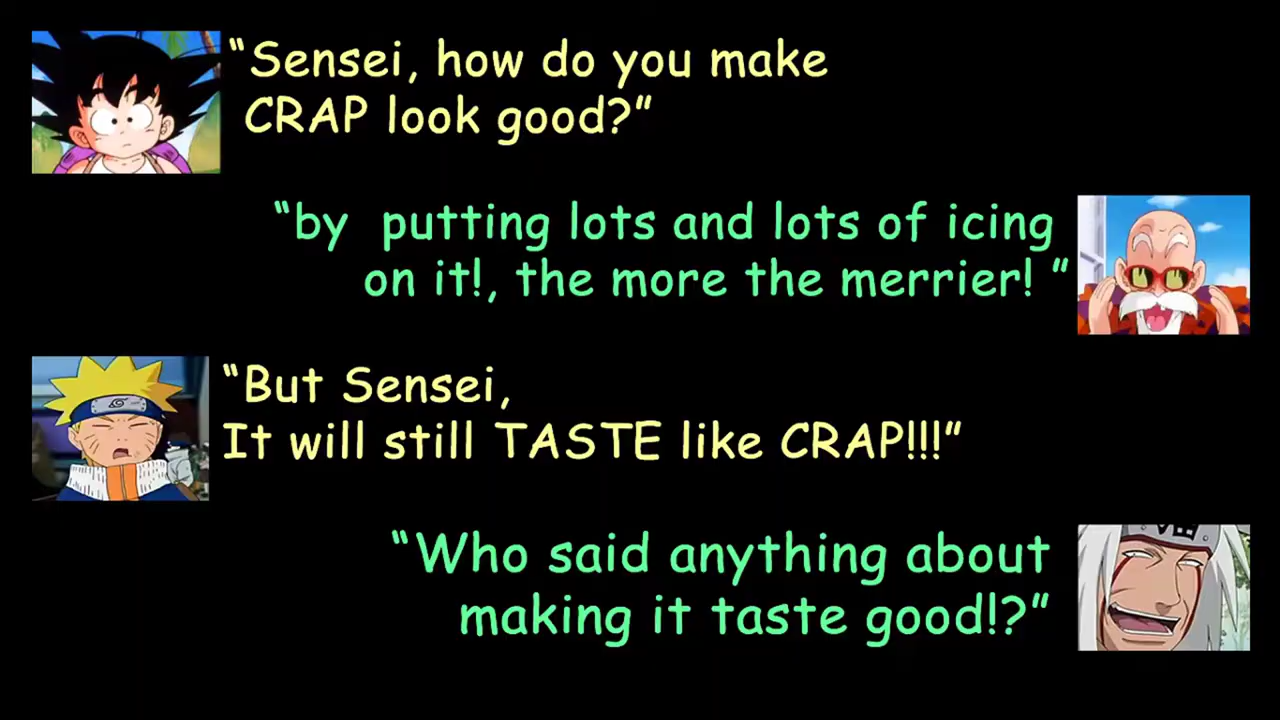 “Sensei, how do you make
CRAP look good?”
“by putting lots and lots of icing
on it!, the more the merrier! ”
“But Sensei,
It will still TASTE like CRAP!!!”
“Who said anything about
making it taste good!?”